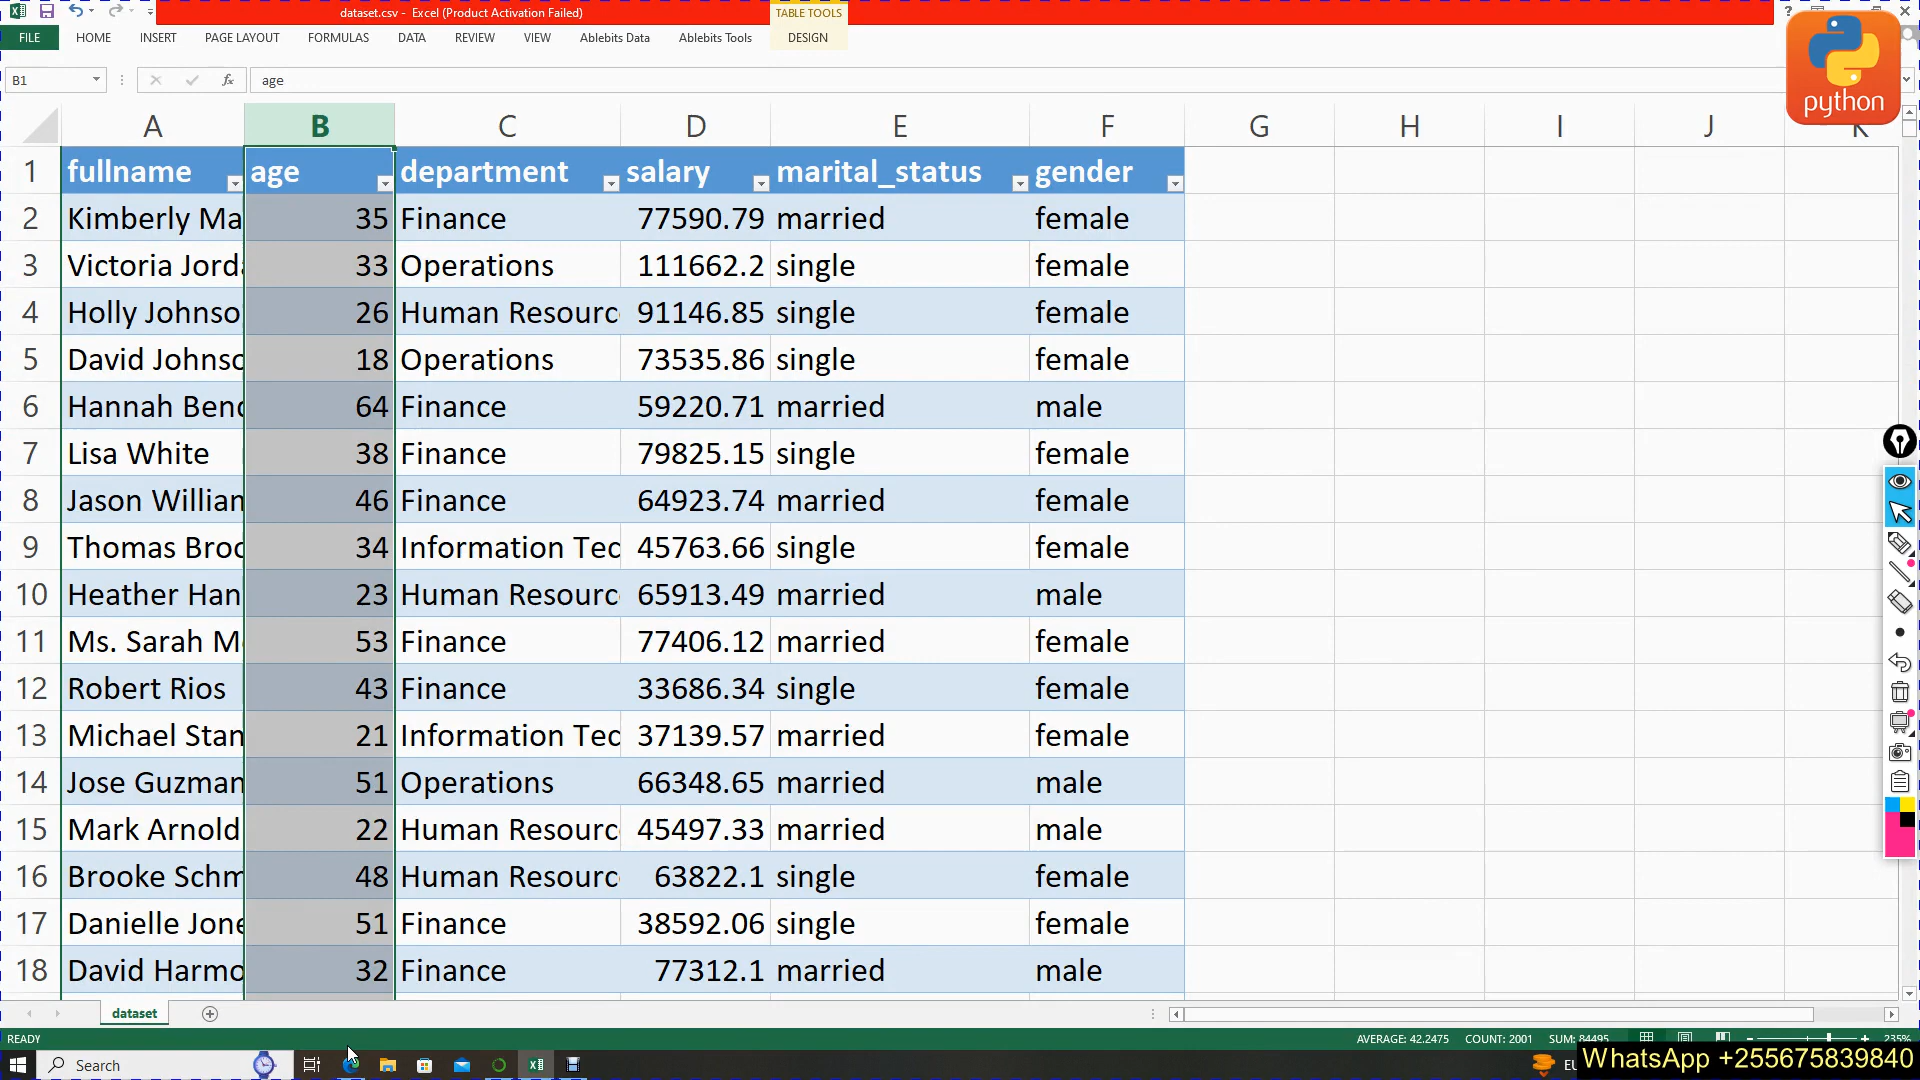 dataset.csv - Excel (Product Activation Failed)
TABLE TOOLS
FILE HOME INSERT PAGE LAYOUT FORMULAS DATA REVIEW VIEW Ablebits Data Ablebits Tools DESIGN
python
B1 fx age
A B C D E F G H I J K
1 fullname age department salary marital_status gender
2 Kimberly Ma 35 Finance 77590.79 married female
3 Victoria Jorda 33 Operations 111662.2 single female
4 Holly Johnso 26 Human Resourc 91146.85 single female
5 David Johnso 18 Operations 73535.86 single female
6 Hannah Bend 64 Finance 59220.71 married male
7 Lisa White 38 Finance 79825.15 single female
8 Jason William 46 Finance 64923.74 married female
9 Thomas Broo 34 Information Tec 45763.66 single female
10 Heather Han 23 Human Resourc 65913.49 married male
11 Ms. Sarah M 53 Finance 77406.12 married female
12 Robert Rios 43 Finance 33686.34 single female
13 Michael Stan 21 Information Tec 37139.57 married female
14 Jose Guzman 51 Operations 66348.65 married male
15 Mark Arnold 22 Human Resourc 45497.33 married male
16 Brooke Schm 48 Human Resourc 63822.1 single female
17 Danielle Jone 51 Finance 38592.06 single female
18 David Harmo 32 Finance 77312.1 married male
dataset
READY AVERAGE: 42.2475 COUNT: 2001 SUM: 84495 235%
Search EU
WhatsApp +255675839840